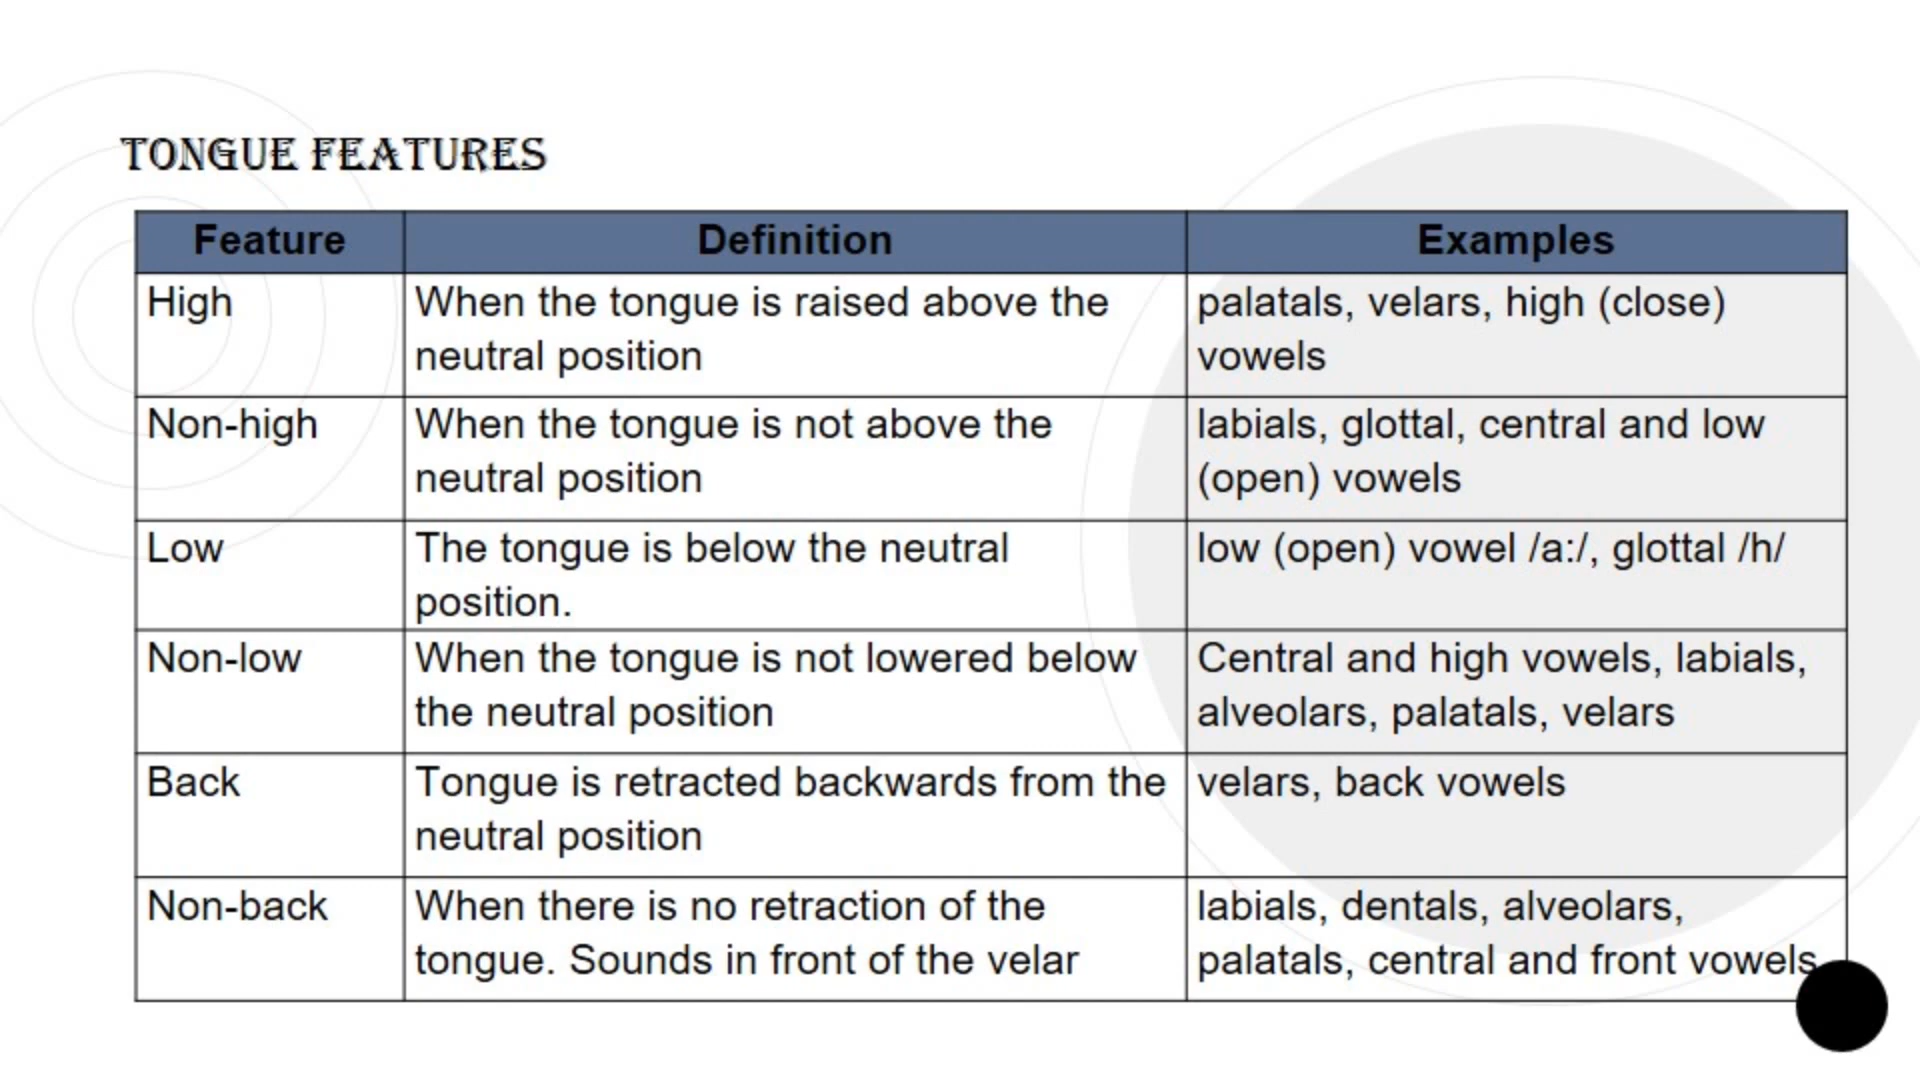 TONGUE FEATURES
Feature Definition Examples
High When the tongue is raised above the palatals, velars, high (close)
neutral position vowels
Non-high When the tongue is not above the labials, glottal, central and low
neutral position (open) vowels
Low The tongue is below the neutral low (open) vowel /a:/, glottal /h/
position.
Non-low When the tongue is not lowered below Central and high vowels, labials,
the neutral position alveolars, palatals, velars
Back Tongue is retracted backwards from the velars, back vowels
neutral position
Non-back When there is no retraction of the labials, dentals, alveolars,
tongue. Sounds in front of the velar palatals, central and front vowels